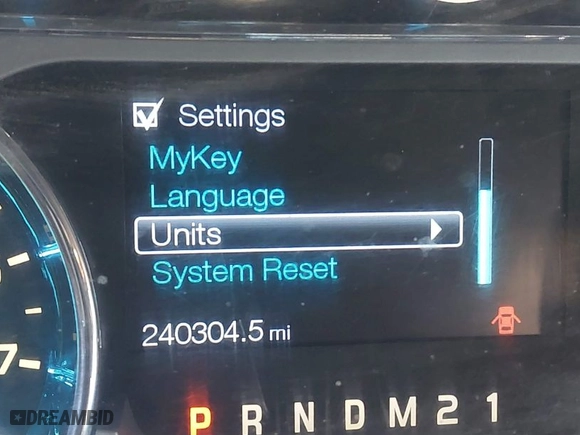 Settings
MyKey
Language
Units
System Reset
240304.5 mi
7
P R N D M 2 1
DREAMBID